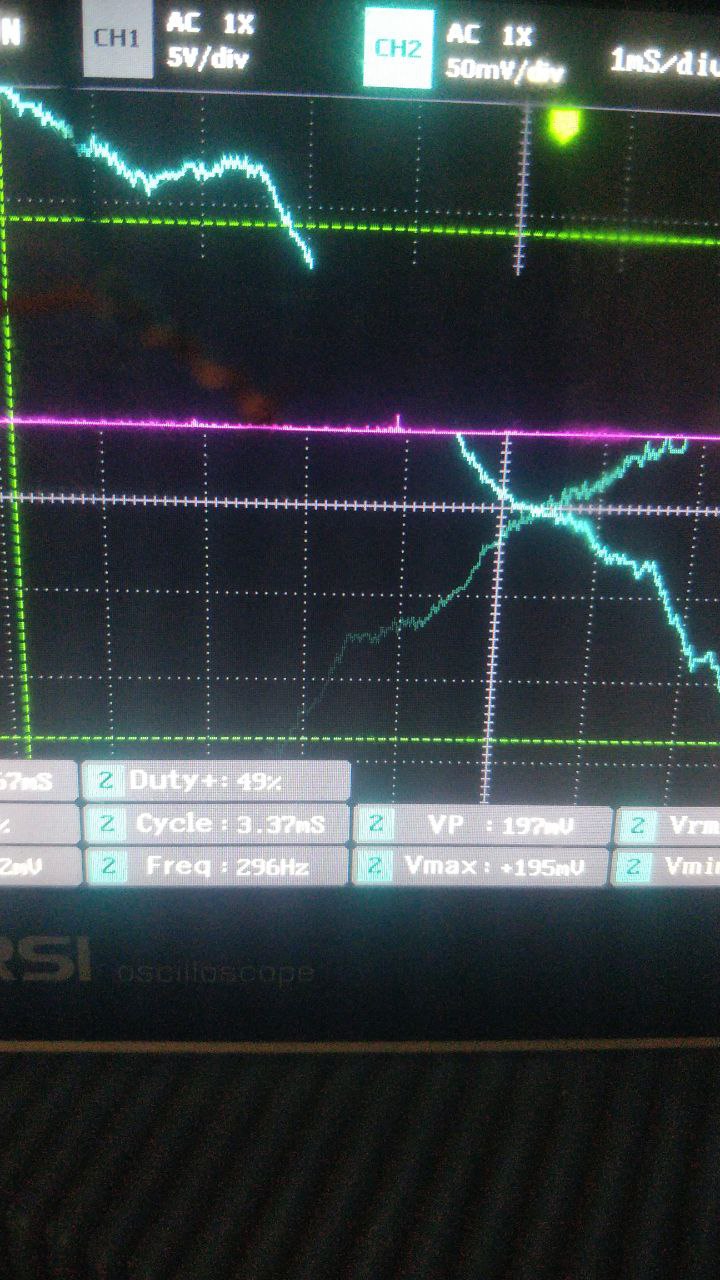 N
CH1
AC 1X
5V/div
CH2
AC 1X
50mV/div
1mS/div
67mS
2 Duty+: 49%
%
2 Cycle: 3.37mS
2 VP : 197mV
2 Vrm
2mV
2 Freq: 296Hz
2 Vmax: +195mV
2 Vmin
RSI oscilloscope